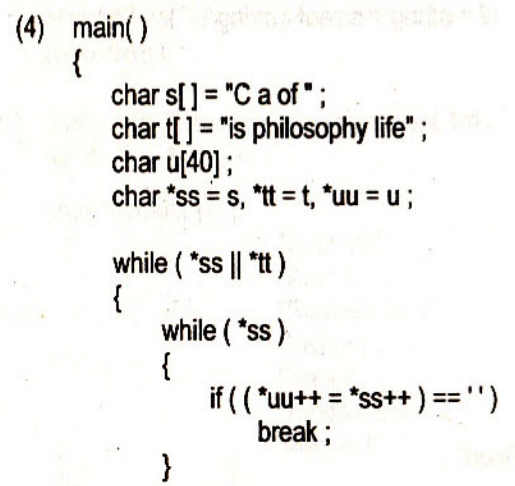 (4) main( )
{
char s[ ] = "C a of " ;
char t[ ] = "is philosophy life" ;
char u[40] ;
char *ss = s, *tt = t, *uu = u ;
while ( *ss || *tt )
{
while ( *ss )
{
if ( ( *uu++ = *ss++ ) == ' ' )
break ;
}